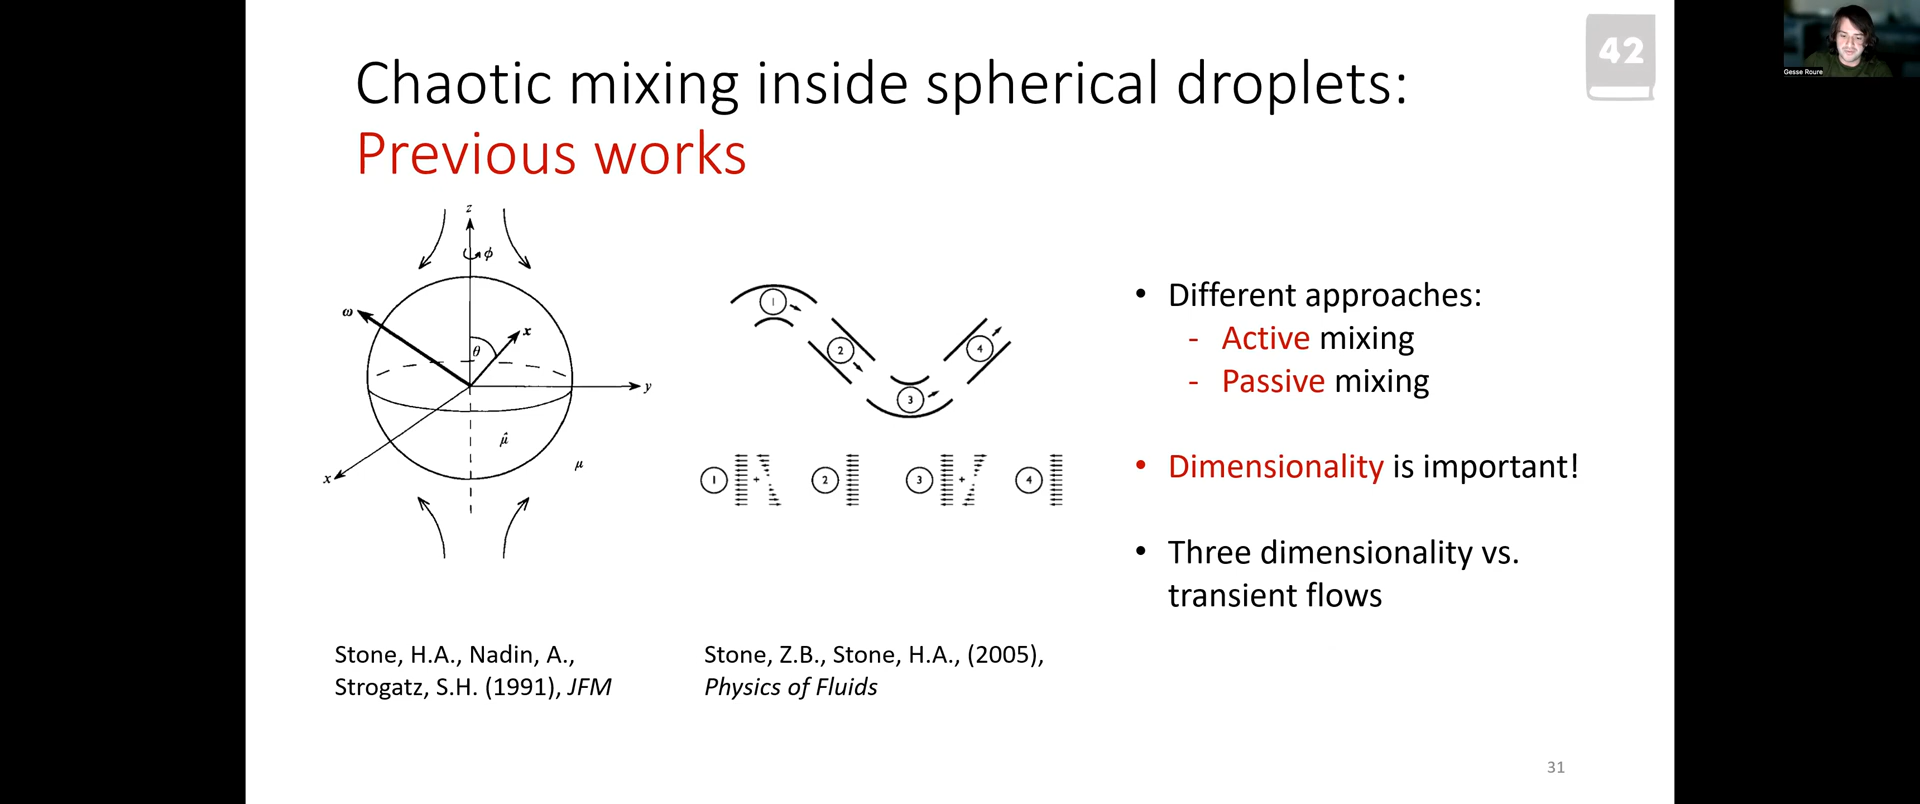 42
Gesse Roure
Chaotic mixing inside spherical droplets:
Previous works
z
ϕ
ω
x
θ
y
μ̂
μ
x
1
2
3
4
1 + 2 3 + 4
• Different approaches:
- Active mixing
- Passive mixing
• Dimensionality is important!
• Three dimensionality vs.
transient flows
Stone, H.A., Nadin, A.,
Strogatz, S.H. (1991), JFM
Stone, Z.B., Stone, H.A., (2005),
Physics of Fluids
31